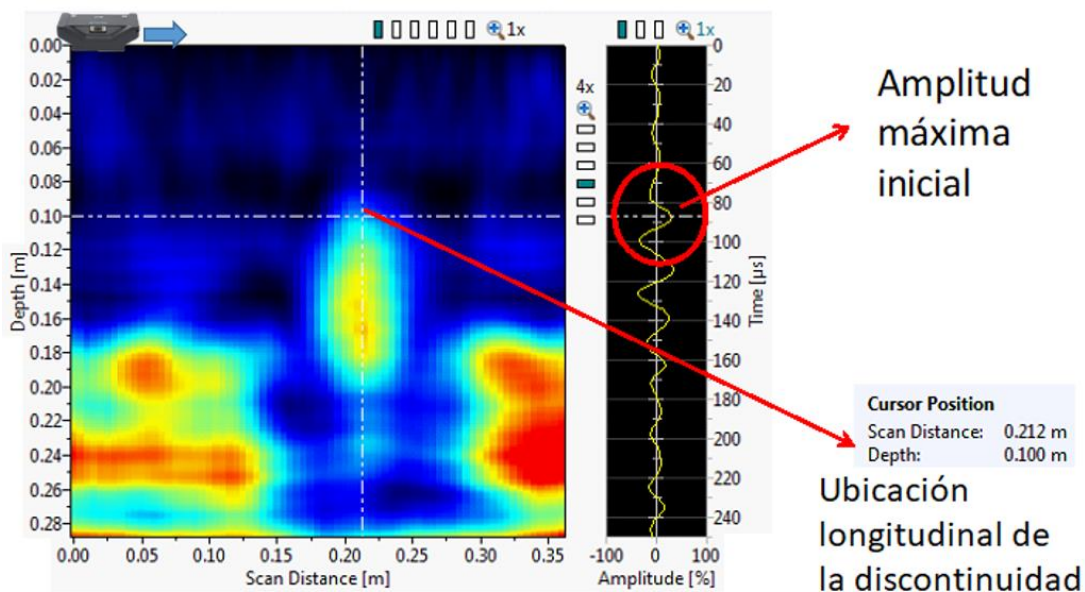 1x
1x
4x
0.00
0.02
0.04
0.06
0.08
0.10
0.12
0.14
0.16
0.18
0.20
0.22
0.24
0.26
0.28
Depth [m]
0.00 0.05 0.10 0.15 0.20 0.25 0.30 0.35
Scan Distance [m]
0
20
40
60
80
100
120
140
160
180
200
220
240
Time [µs]
-100 0 100
Amplitude [%]
Amplitud
máxima
inicial
Cursor Position
Scan Distance: 0.212 m
Depth: 0.100 m
Ubicación
longitudinal de
la discontinuidad